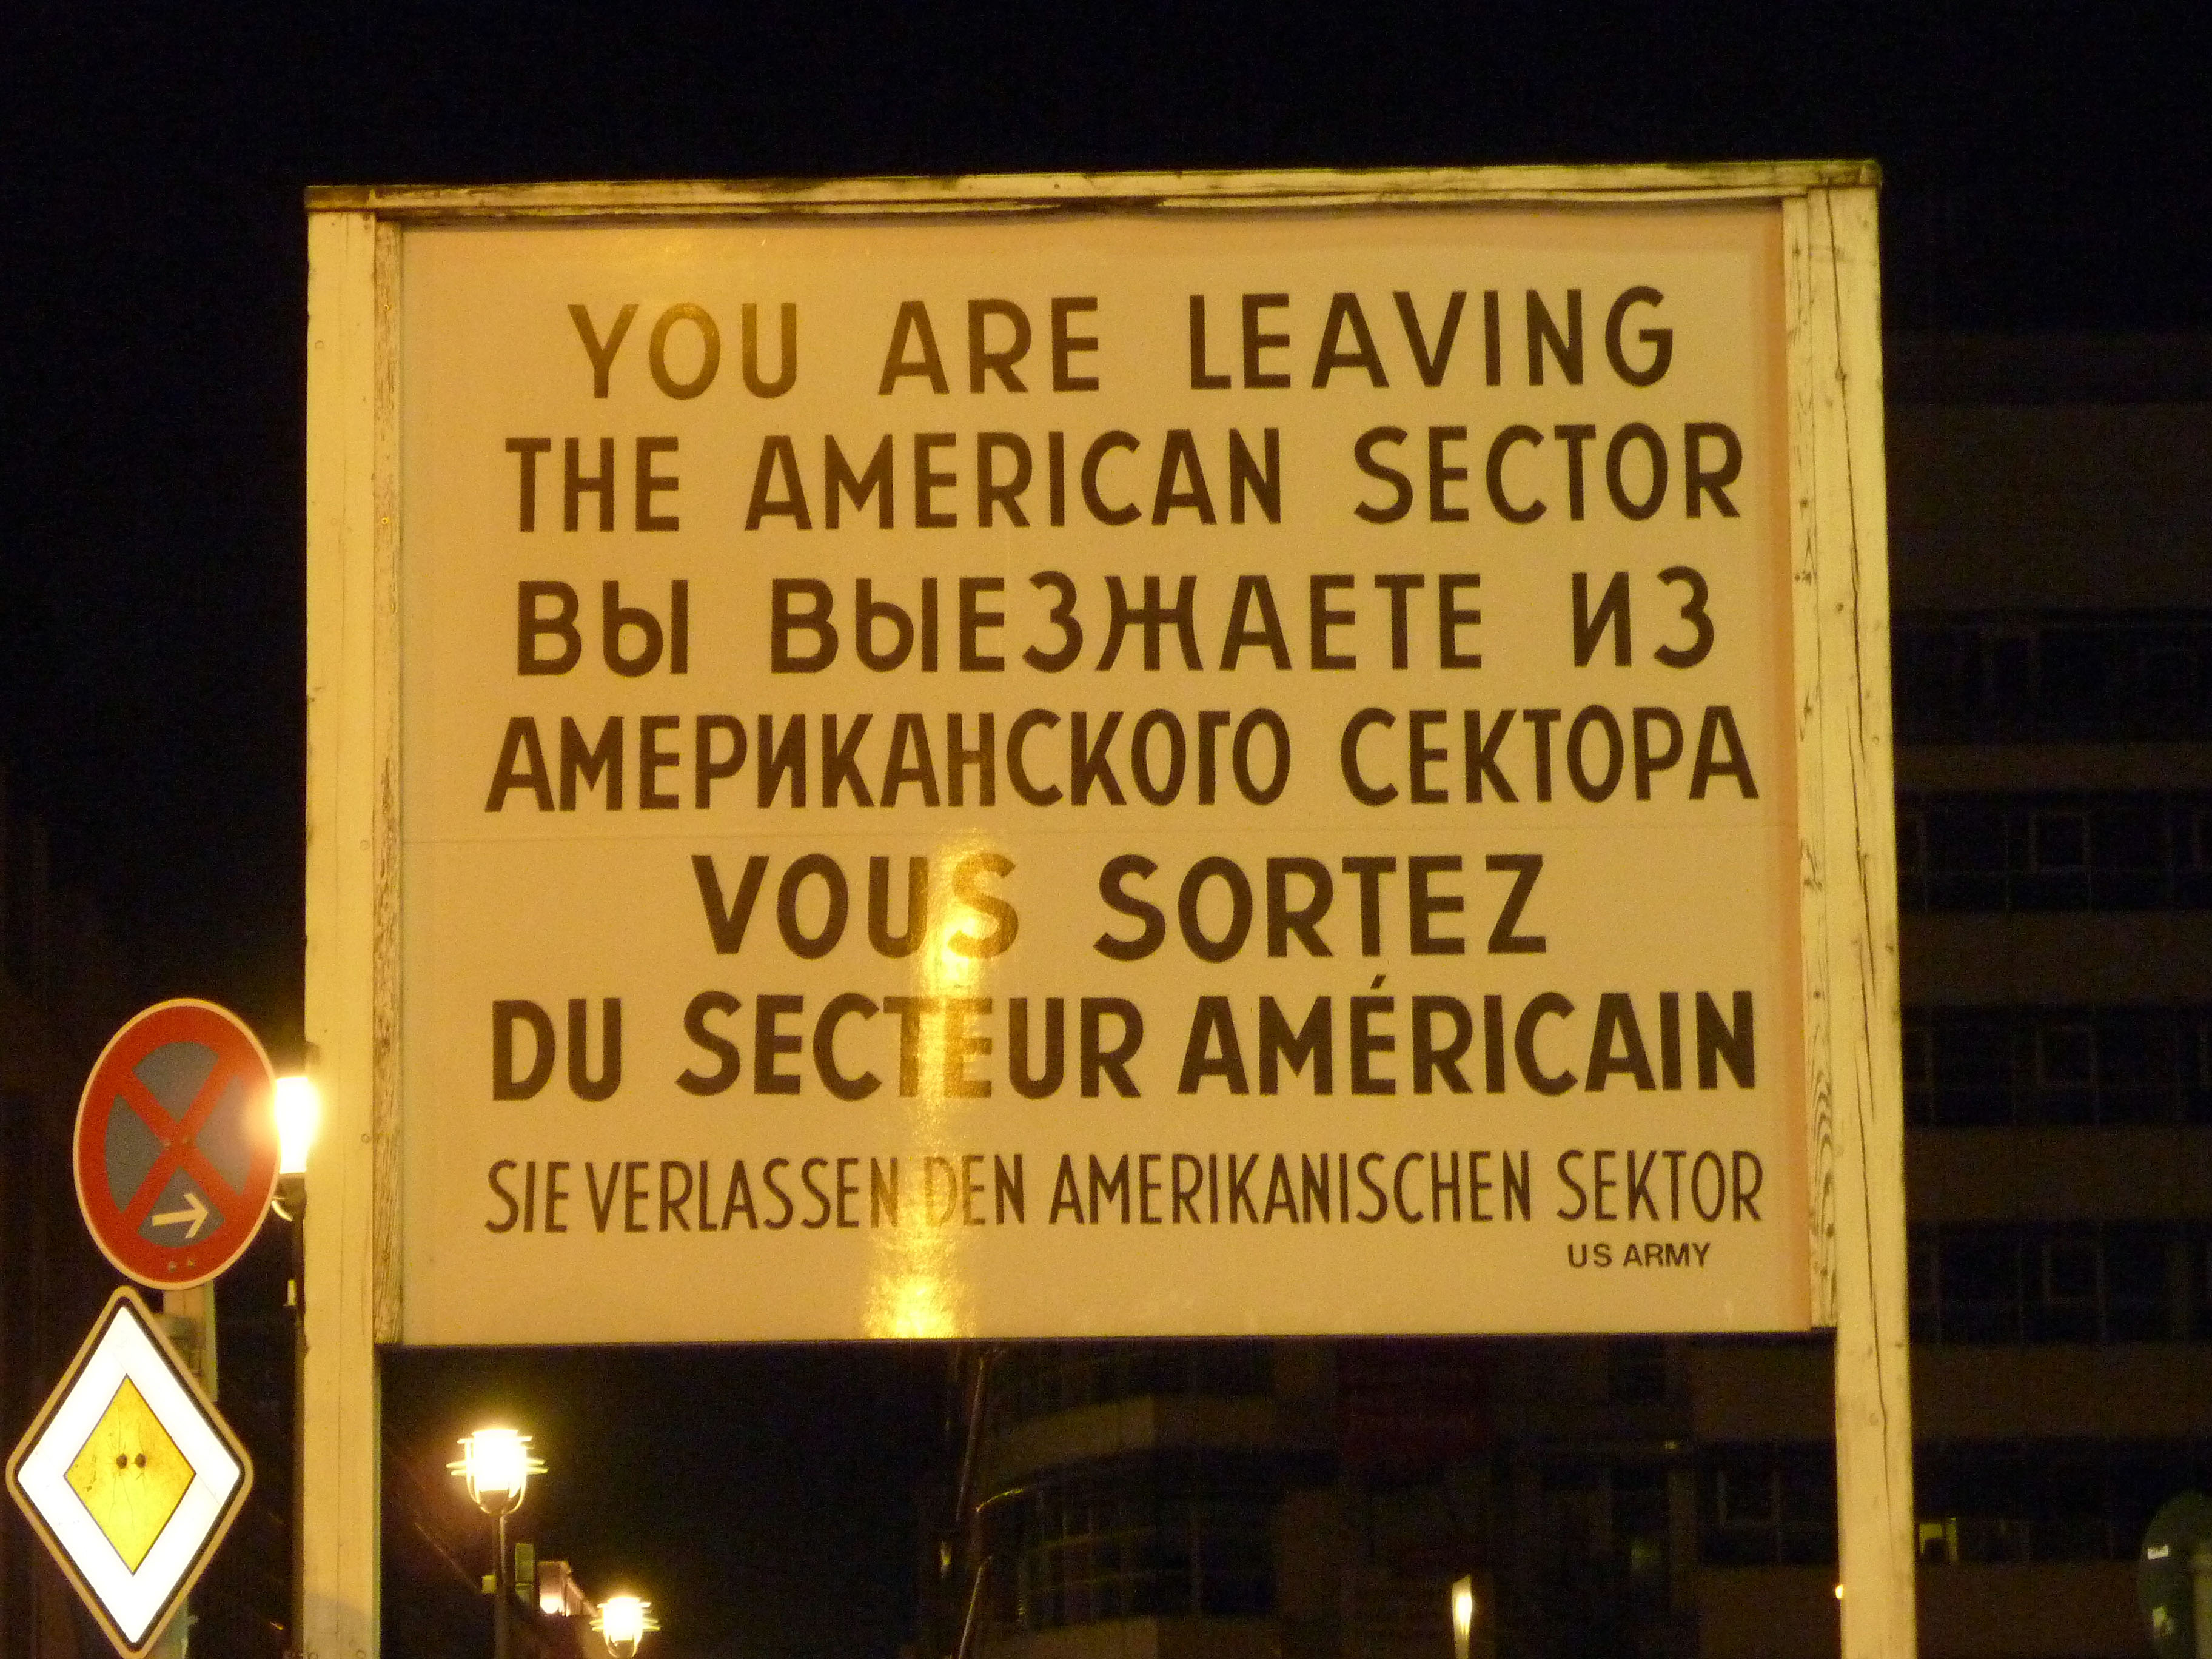 YOU ARE LEAVING
THE AMERICAN SECTOR
ВЫ ВЫЕЗЖАЕТЕ ИЗ
АМЕРИКАНСКОГО СЕКТОРА
VOUS SORTEZ
DU SECTEUR AMÉRICAIN
SIE VERLASSEN DEN AMERIKANISCHEN SEKTOR
US ARMY